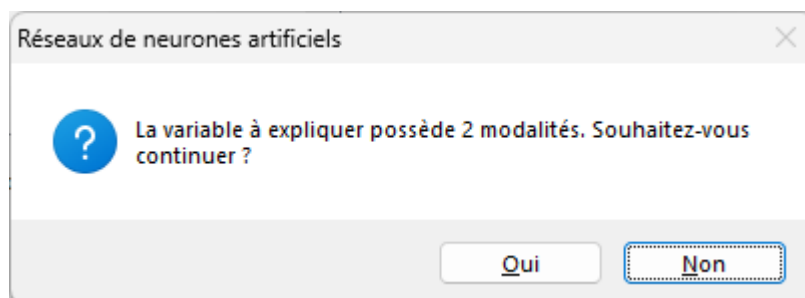 Réseaux de neurones artificiels
La variable à expliquer possède 2 modalités. Souhaitez-vous
continuer ?
Oui
Non